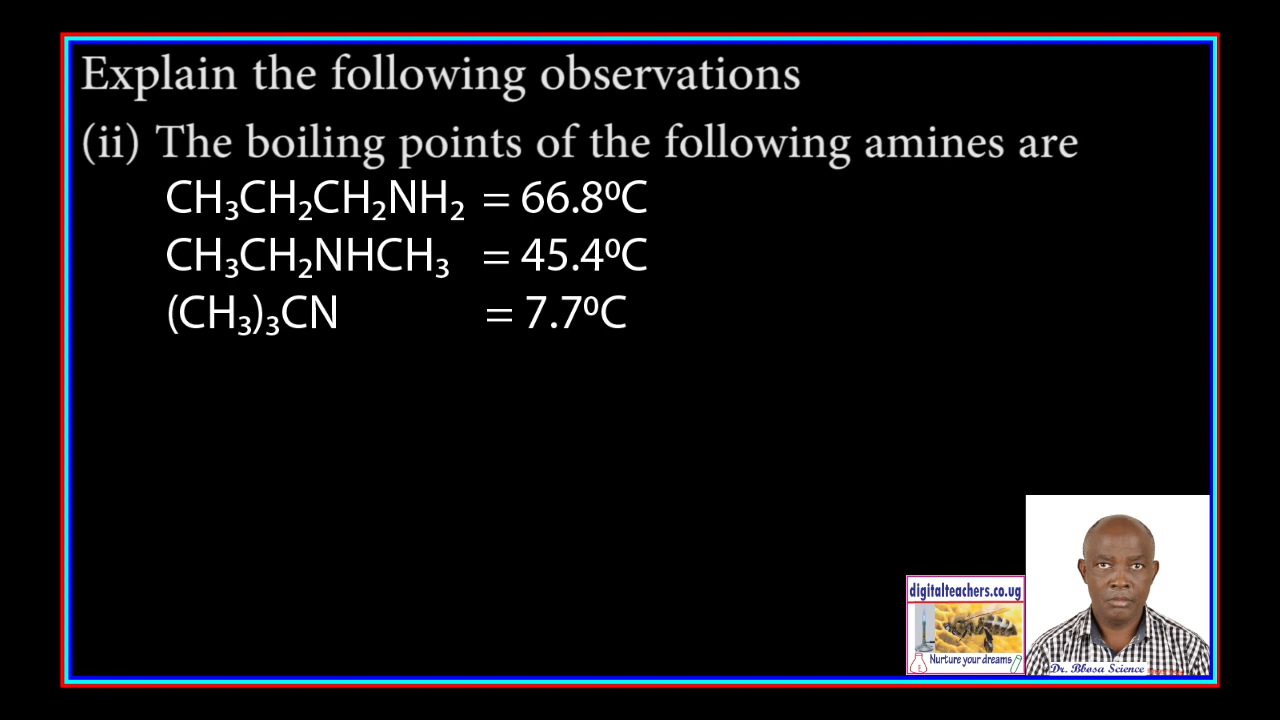 Explain the following observations
(ii) The boiling points of the following amines are
CH₃CH₂CH₂NH₂ = 66.8⁰C
CH₃CH₂NHCH₃ = 45.4⁰C
(CH₃)₃CN = 7.7⁰C
digitalteachers.co.ug
Nurture your dreams
Dr. Bbosa Science